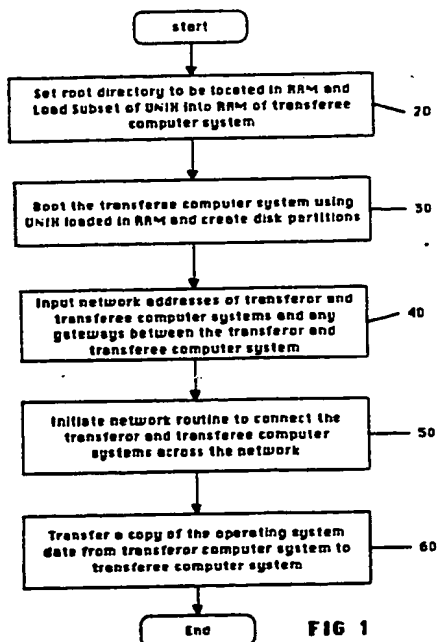 start
Set root directory to be located in RAM and
Load Subset of UNIX into RAM of transferee
computer system
20
Boot the transferee computer system using
UNIX loaded in RAM and create disk partitions
30
Input network addresses of transferor and
transferee computer systems and any
gateways between the transferor and
transferee computer system
40
Initiate network routine to connect the
transferor and transferee computer
systems across the network
50
Transfer a copy of the operating system
date from transferor computer system to
transferee computer system
60
End
FIG 1